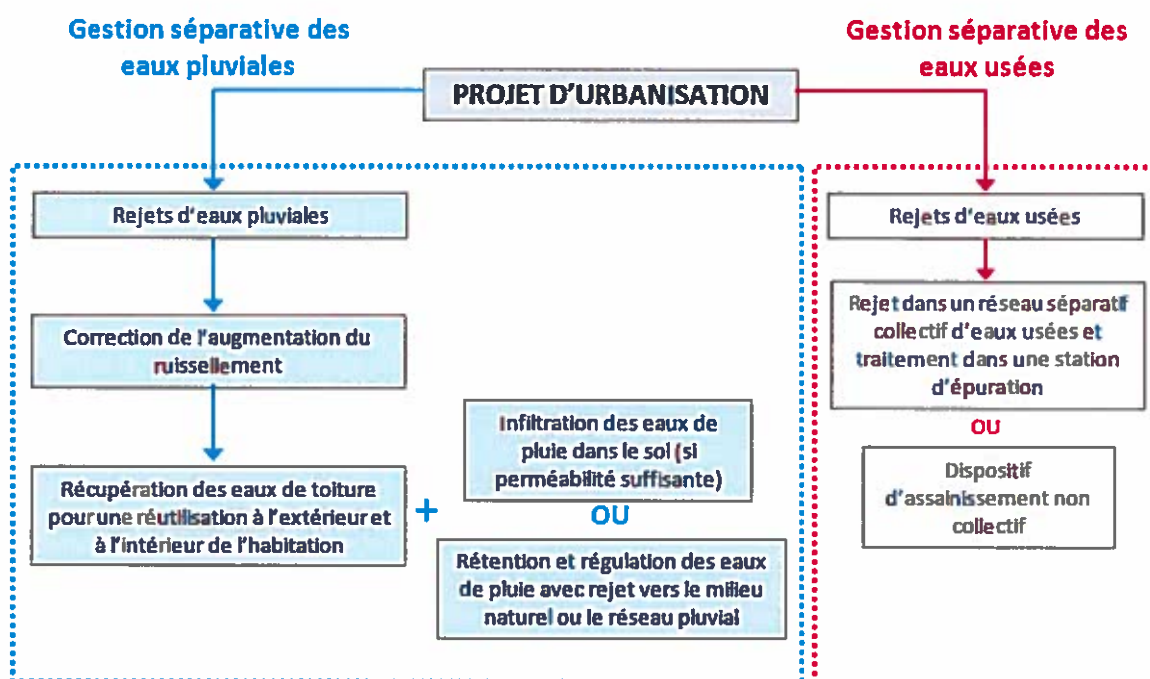 Gestion séparative des
eaux pluviales
Gestion séparative des
eaux usées
PROJET D'URBANISATION
Rejets d'eaux pluviales
Correction de l'augmentation du
ruissellement
Récupération des eaux de toiture
pour une réutilisation à l'extérieur et
à l'intérieur de l'habitation
+
Infiltration des eaux de
pluie dans le sol (si
perméabilité suffisante)
OU
Rétention et régulation des eaux
de pluie avec rejet vers le milieu
naturel ou le réseau pluvial
Rejets d'eaux usées
Rejet dans un réseau séparatif
collectif d'eaux usées et
traitement dans une station
d'épuration
OU
Dispositif
d'assainissement non
collectif